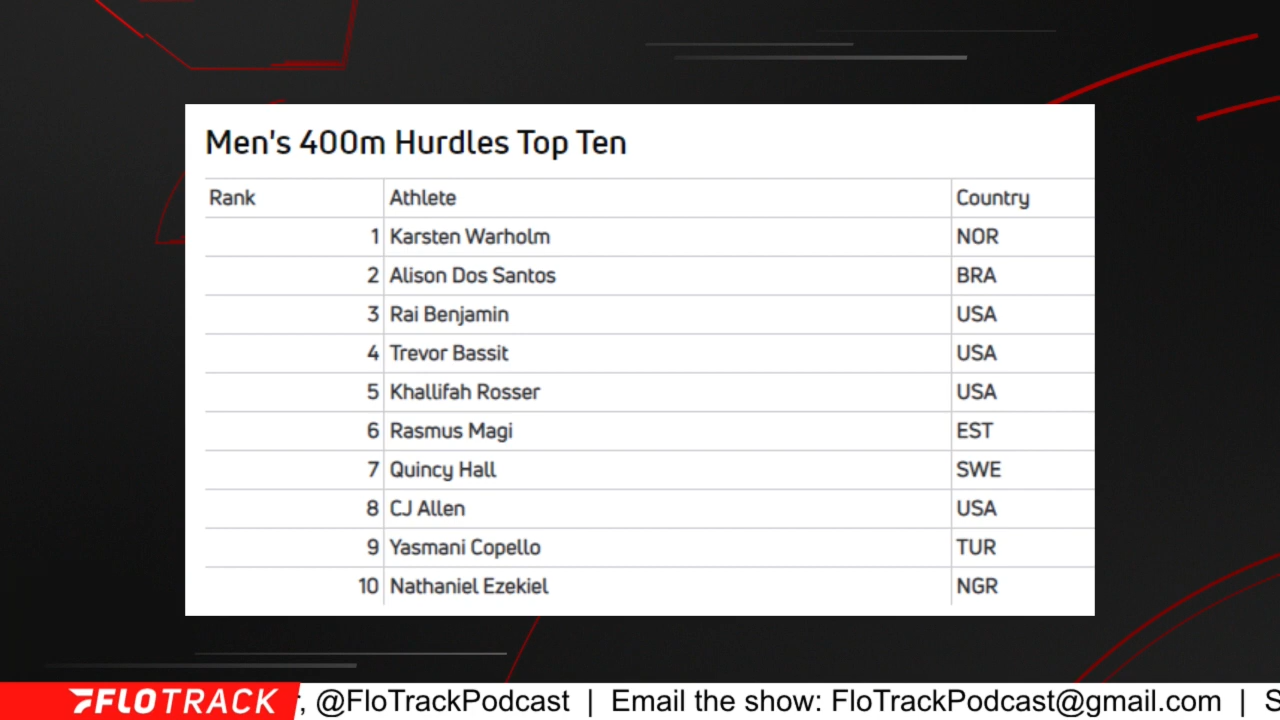 Men's 400m Hurdles Top Ten
Rank Athlete Country
1 Karsten Warholm NOR
2 Alison Dos Santos BRA
3 Rai Benjamin USA
4 Trevor Bassit USA
5 Khallifah Rosser USA
6 Rasmus Magi EST
7 Quincy Hall SWE
8 CJ Allen USA
9 Yasmani Copello TUR
10 Nathaniel Ezekiel NGR
FLOTRACK , @FloTrackPodcast | Email the show: FloTrackPodcast@gmail.com | S